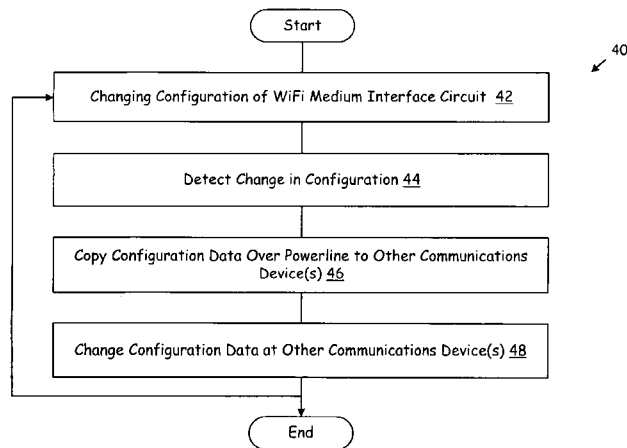 Start
40
Changing Configuration of WiFi Medium Interface Circuit 42
Detect Change in Configuration 44
Copy Configuration Data Over Powerline to Other Communications
Device(s) 46
Change Configuration Data at Other Communications Device(s) 48
End